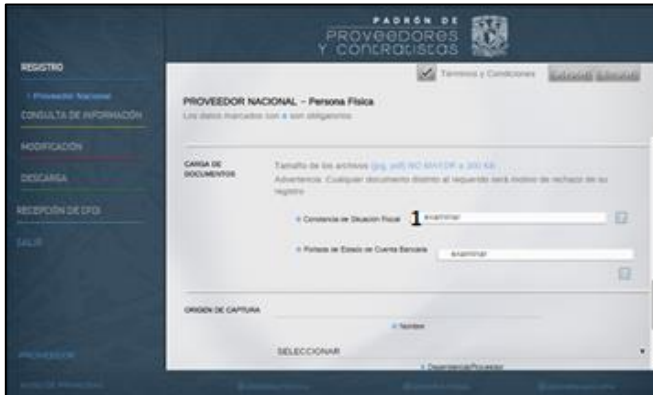 PADRÓN DE
PROVEEDORES
Y CONTRATISTAS
REGISTRO
› Proveedor Nacional
CONSULTA DE INFORMACIÓN
MODIFICACIÓN
DESCARGA
RECEPCIÓN DE CFDI
SALIR
PROVEEDOR
AVISO DE PRIVACIDAD
Términos y Condiciones
PROVEEDOR NACIONAL – Persona Física
Los datos marcados con son obligatorios
CARGA DE
DOCUMENTOS
Tamaño de los archivos (jpg, pdf) NO MAYOR a 300 KB
Advertencia: Cualquier documento distinto al requerido será motivo de rechazo de su
registro
Constancia de Situación Fiscal
1
examinar
Portada de Estado de Cuenta Bancaria
examinar
ORIGEN DE CAPTURA
Nombre
SELECCIONAR
Dependencia/Proveedor